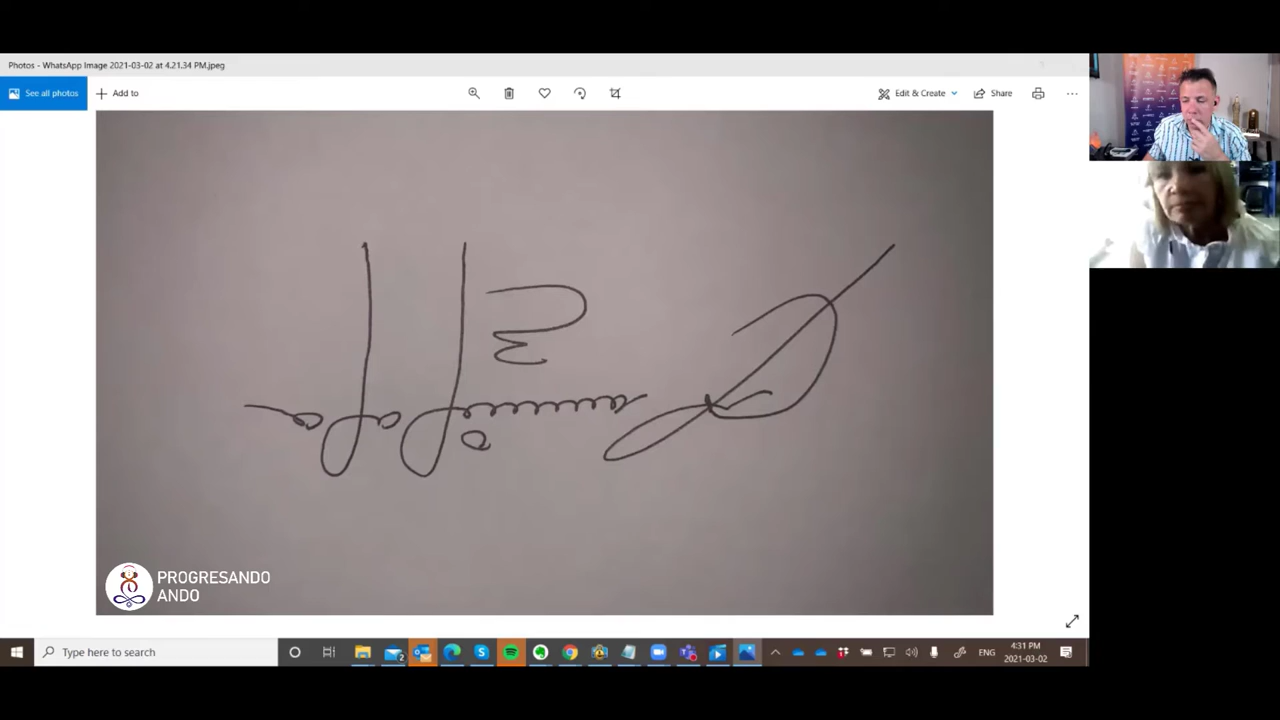 Photos - WhatsApp Image 2021-03-02 at 4.21.34 PM.jpeg
See all photos
Add to
Edit & Create
Share
PROGRESANDO
ANDO
Type here to search
2
ENG
4:31 PM
2021-03-02